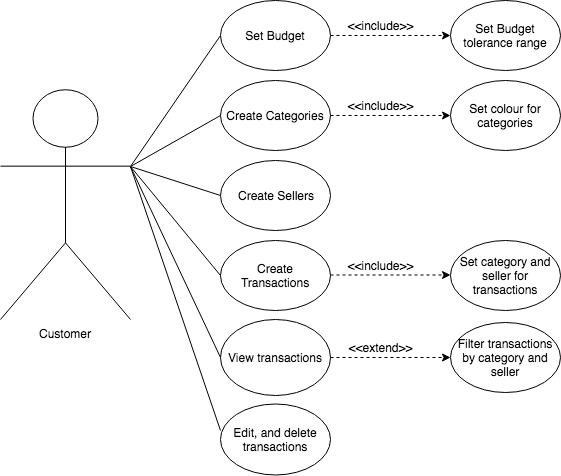 Set Budget
<<include>>
Set Budget
tolerance range
Create Categories
<<include>>
Set colour for
categories
Create Sellers
Create
Transactions
<<include>>
Set category and
seller for
transactions
Customer
View transactions
<<extend>>
Filter transactions
by category and
seller
Edit, and delete
transactions